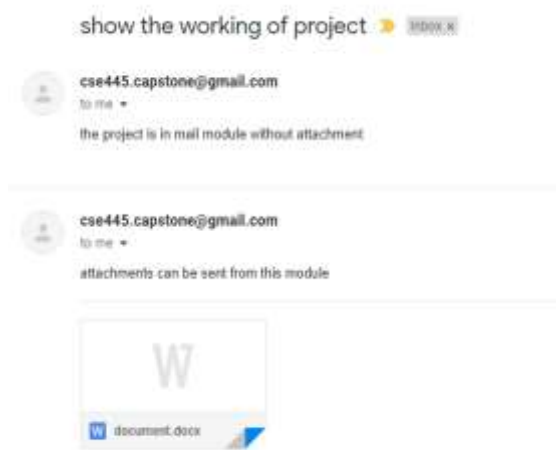 show the working of project
Inbox x
cse445.capstone@gmail.com
to me
the project is in mail module without attachment
cse445.capstone@gmail.com
to me
attachments can be sent from this module
W
W document.docx